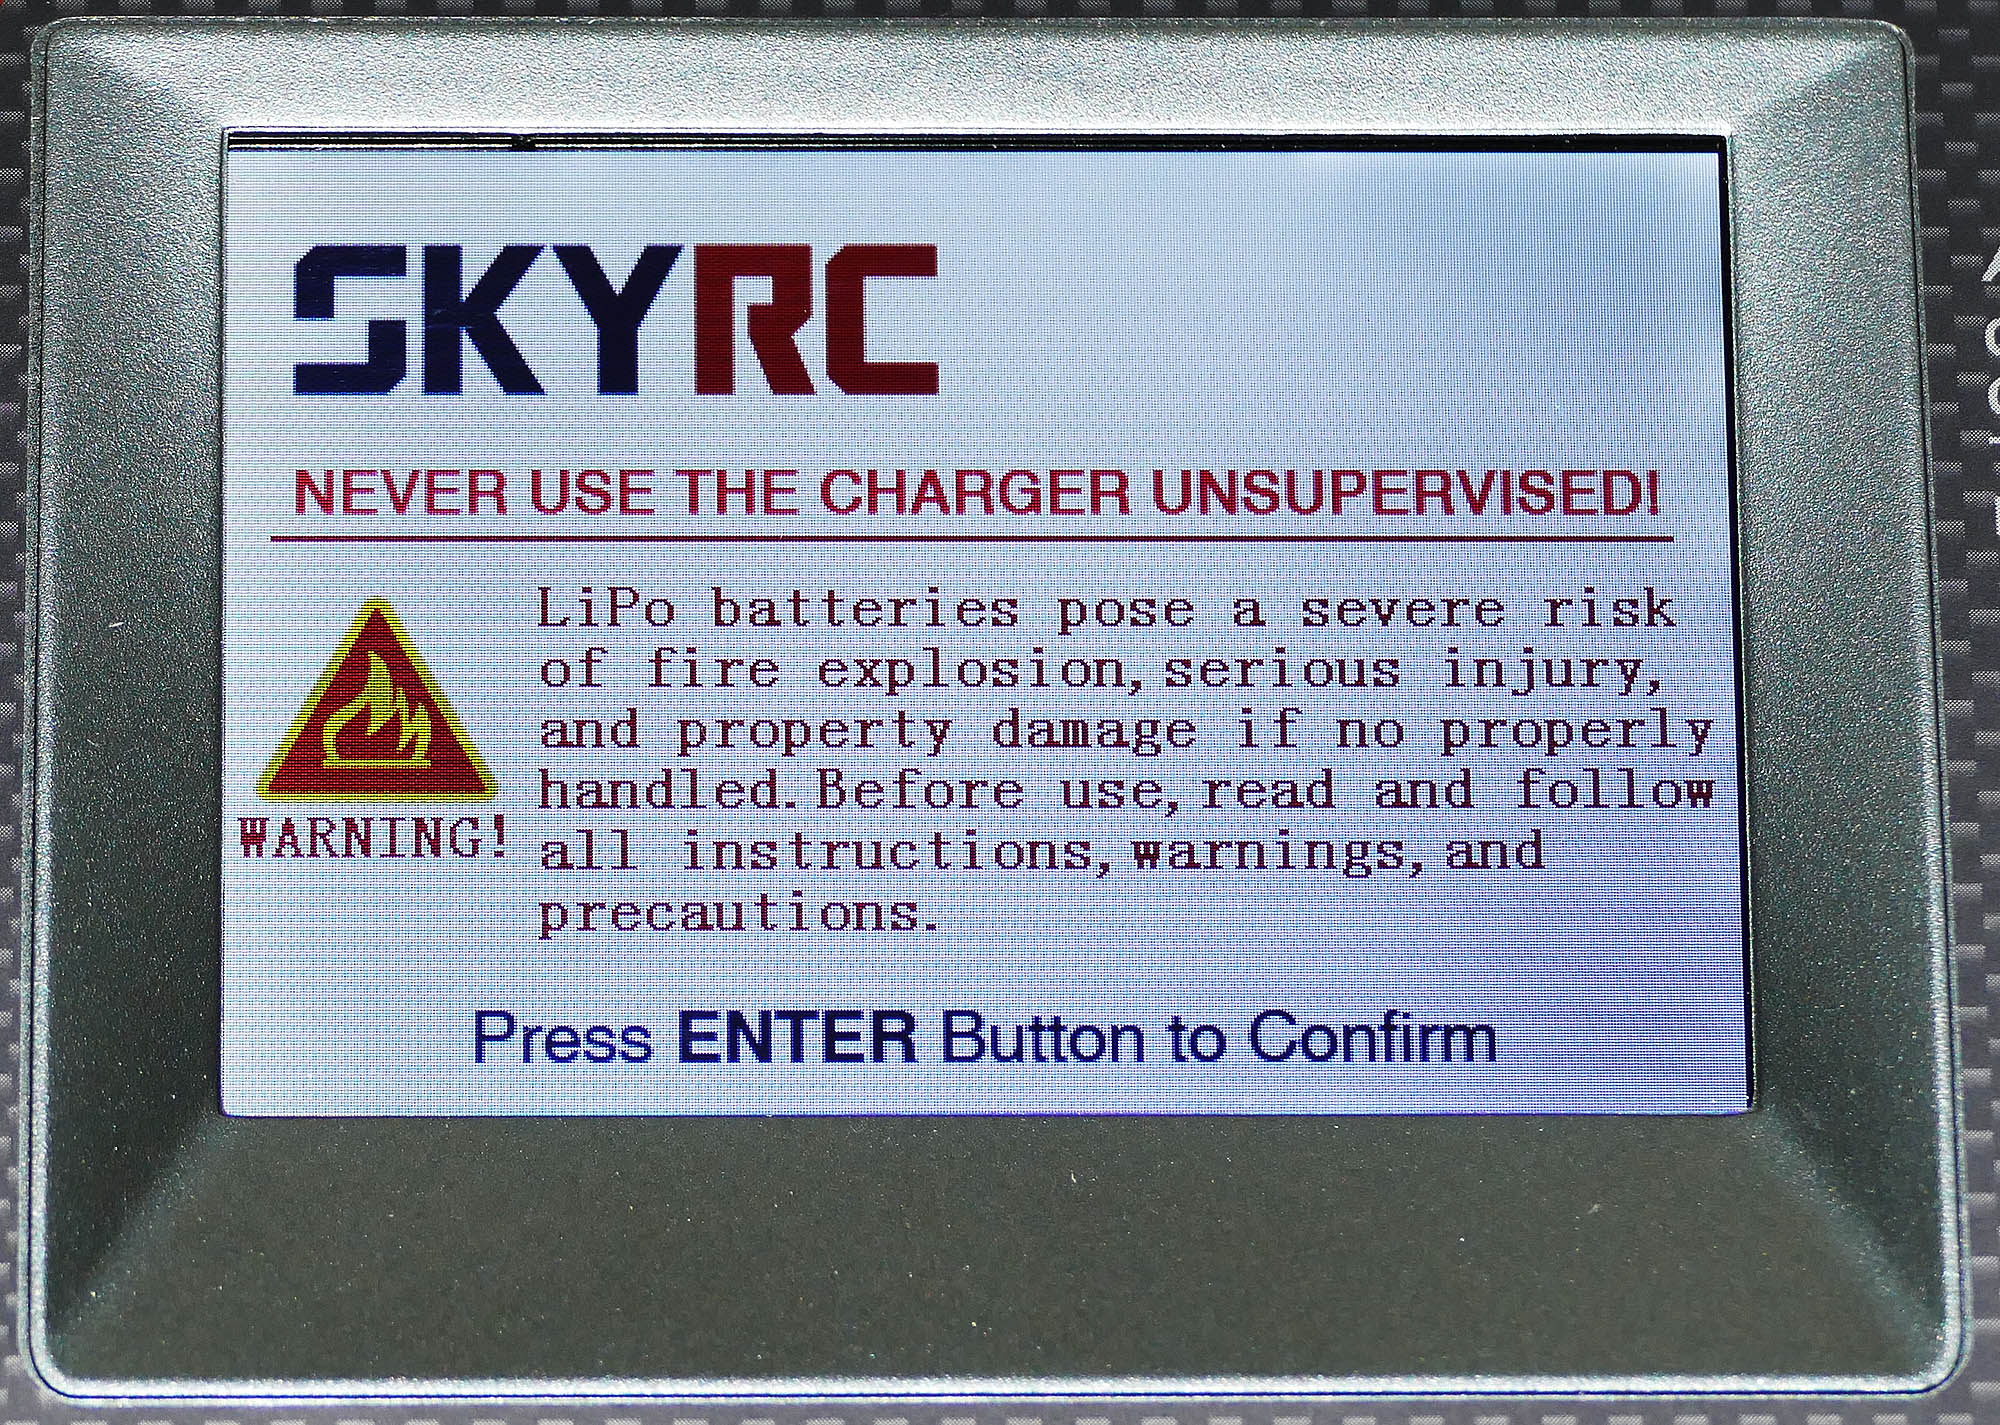 SKYRC
NEVER USE THE CHARGER UNSUPERVISED!
LiPo batteries pose a severe risk
of fire explosion,serious injury,
and property damage if no properly
handled.Before use,read and follow
all instructions,warnings,and
precautions.
WARNING!
Press ENTER Button to Confirm